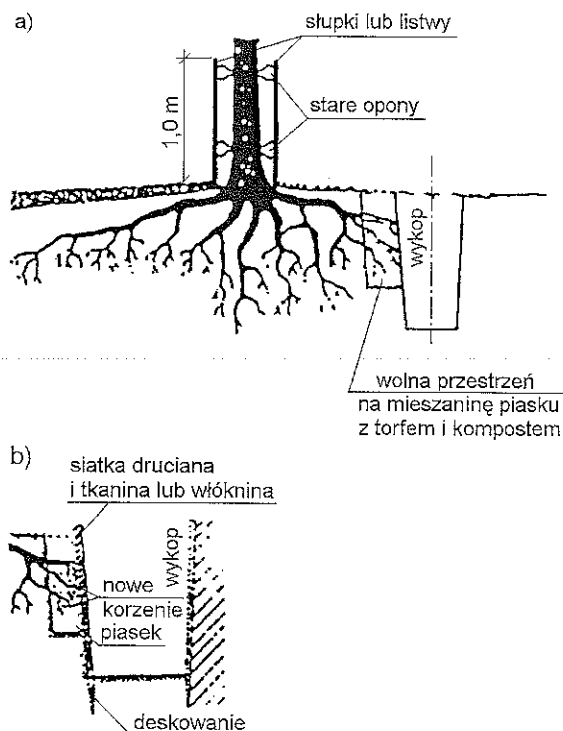 a)
słupki lub listwy
stare opony
1,0 m
wykop
wolna przestrzeń
na mieszaninę piasku
z torfem i kompostem
b)
siatka druciana
i tkanina lub włóknina
wykop
nowe
korzenie
piasek
deskowanie